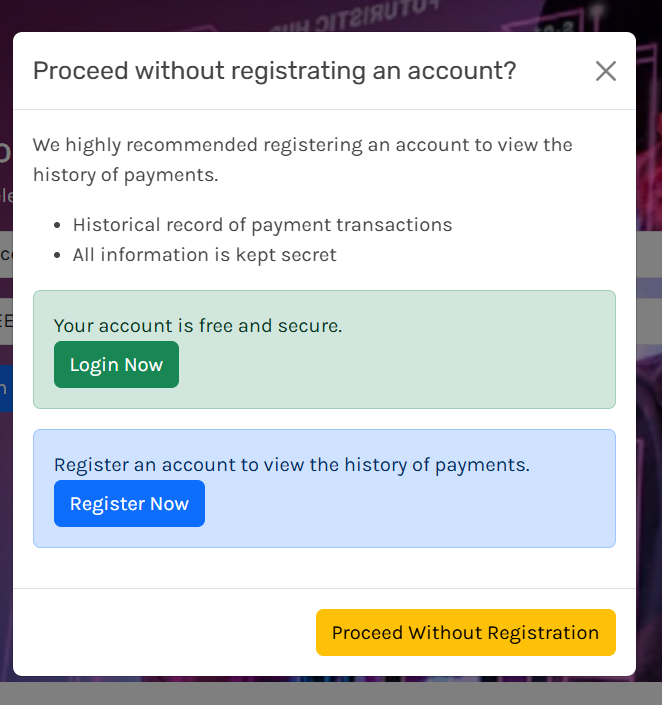 FUTURISTIC HUB
Proceed without registrating an account?
We highly recommended registering an account to view the
history of payments.
Historical record of payment transactions
All information is kept secret
Your account is free and secure.
Login Now
Register an account to view the history of payments.
Register Now
Proceed Without Registration